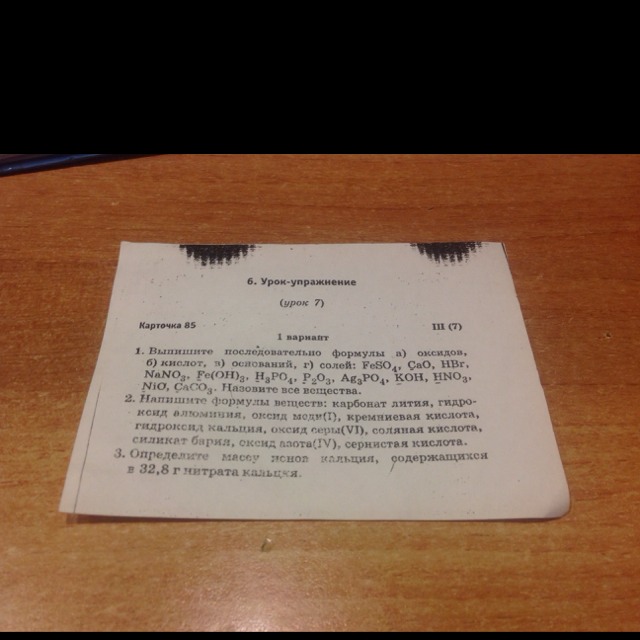 6. Урок-упражнение
(урок 7)
Карточка 85 III (7)
1 вариант
1. Выпишите последовательно формулы а) оксидов,
б) кислот, в) оснований, г) солей: FeSO₄, CaO, HBr,
NaNO₃, Fe(OH)₃, H₃PO₄, P₂O₃, Ag₃PO₄, KOH, HNO₃,
NiO, CaCO₃. Назовите все вещества.
2. Напишите формулы веществ: карбонат лития, гидро-
ксид алюминия, оксид меди(I), кремниевая кислота,
гидроксид кальция, оксид серы(VI), соляная кислота,
силикат бария, оксид азота(IV), сернистая кислота.
3. Определите массу ионов кальция, содержащихся
в 32,8 г нитрата кальция.